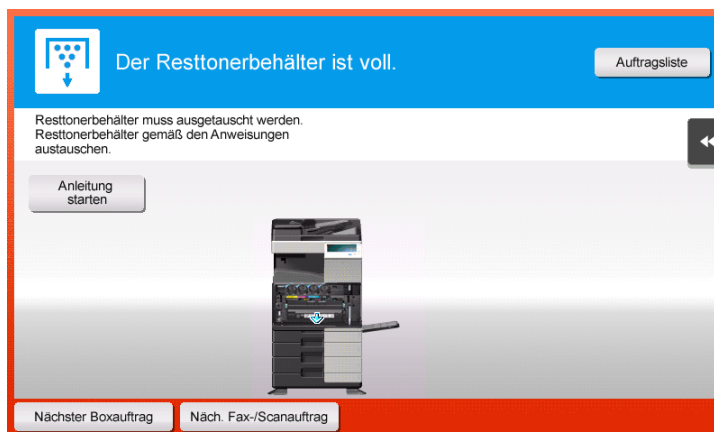 Der Resttonerbehälter ist voll.
Auftragsliste
Resttonerbehälter muss ausgetauscht werden.
Resttonerbehälter gemäß den Anweisungen
austauschen.
Anleitung
starten
Nächster Boxauftrag
Näch. Fax-/Scanauftrag